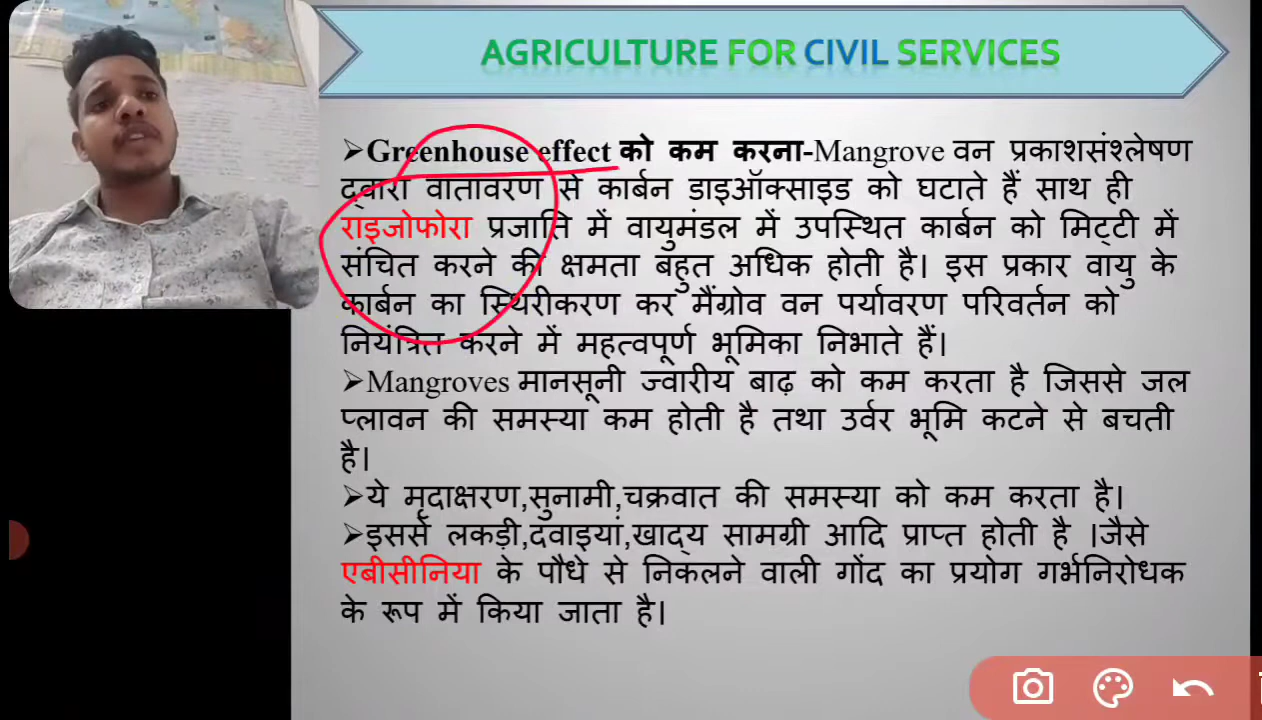 AGRICULTURE FOR CIVIL SERVICES
➢Greenhouse effect को कम करना-Mangrove वन प्रकाशसंश्लेषण
द्वारा वातावरण से कार्बन डाइऑक्साइड को घटाते हैं साथ ही
राइजोफोरा प्रजाति में वायुमंडल में उपस्थित कार्बन को मिट्टी में
संचित करने की क्षमता बहुत अधिक होती है। इस प्रकार वायु के
कार्बन का स्थिरीकरण कर मैंग्रोव वन पर्यावरण परिवर्तन को
नियंत्रित करने में महत्वपूर्ण भूमिका निभाते हैं।
➢Mangroves मानसूनी ज्वारीय बाढ़ को कम करता है जिससे जल
प्लावन की समस्या कम होती है तथा उर्वर भूमि कटने से बचती
है।
➢ये मृदाक्षरण,सुनामी,चक्रवात की समस्या को कम करता है।
➢इससे लकड़ी,दवाइयां,खाद्य सामग्री आदि प्राप्त होती है ।जैसे
एबीसीनिया के पौधे से निकलने वाली गोंद का प्रयोग गर्भनिरोधक
के रूप में किया जाता है।